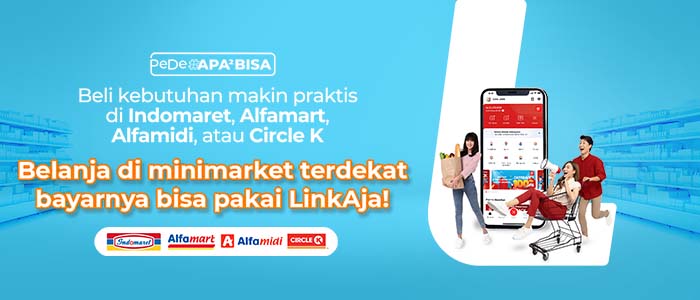 PeDe#APA²BISA
Beli kebutuhan makin praktis
di Indomaret, Alfamart,
Alfamidi, atau Circle K
Belanja di minimarket terdekat
bayarnya bisa pakai LinkAja!
Indomaret
Alfamart
Alfamidi
CIRCLE K